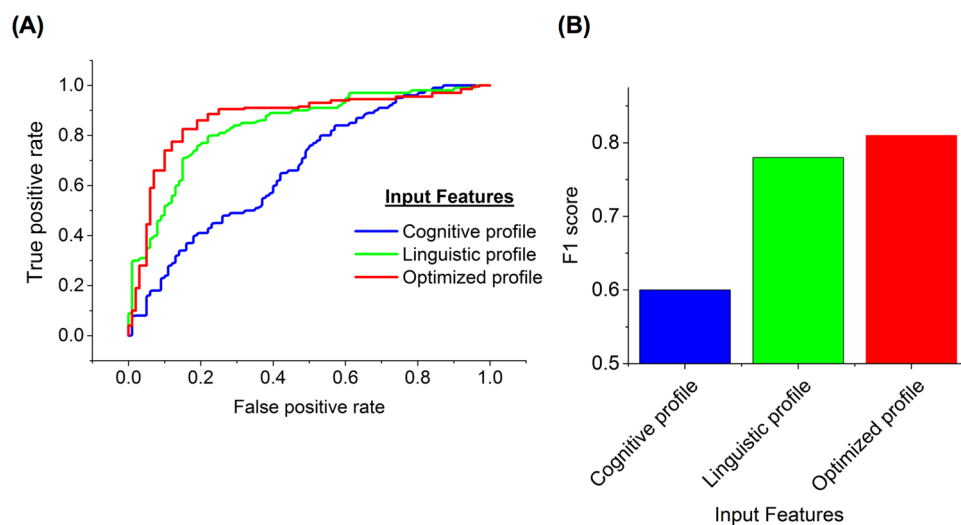 (A)
True positive rate
1.0
0.8
0.6
0.4
0.2
0.0
Input Features
Cognitive profile
Linguistic profile
Optimized profile
0.0 0.2 0.4 0.6 0.8 1.0
False positive rate
(B)
F1 score
0.8
0.7
0.6
0.5
Cognitive profile
Linguistic profile
Optimized profile
Input Features